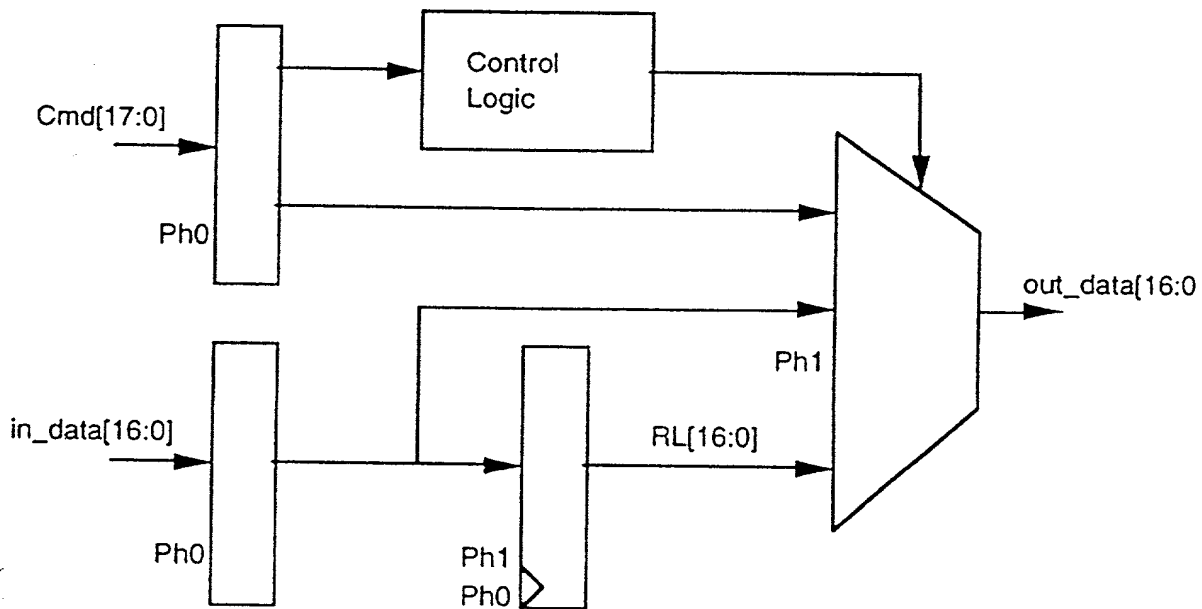 Control
Logic
Cmd[17:0]
Ph0
out_data[16:0
Ph1
in_data[16:0]
RL[16:0]
Ph0
Ph1
Ph0